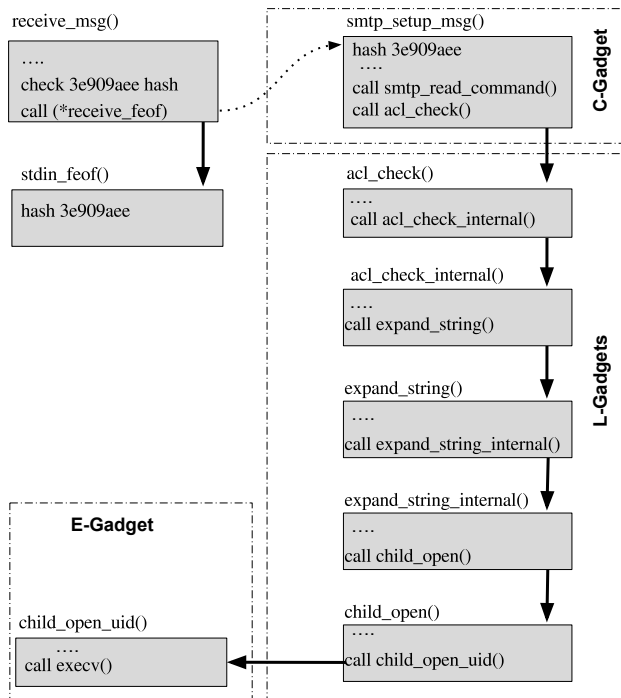 receive_msg()
....
check 3e909aee hash
call (*receive_feof)
stdin_feof()
hash 3e909aee
smtp_setup_msg()
hash 3e909aee
....
call smtp_read_command()
call acl_check()
C-Gadget
acl_check()
....
call acl_check_internal()
acl_check_internal()
....
call expand_string()
expand_string()
....
call expand_string_internal()
expand_string_internal()
....
call child_open()
child_open()
....
call child_open_uid()
L-Gadgets
E-Gadget
child_open_uid()
....
call execv()